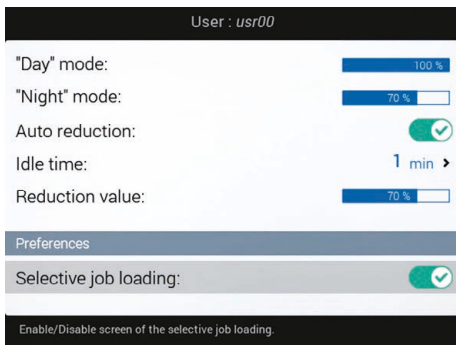 User : usr00
"Day" mode: 100 %
"Night" mode: 70 %
Auto reduction:
Idle time: 1 min >
Reduction value: 70 %
Preferences
Selective job loading:
Enable/Disable screen of the selective job loading.